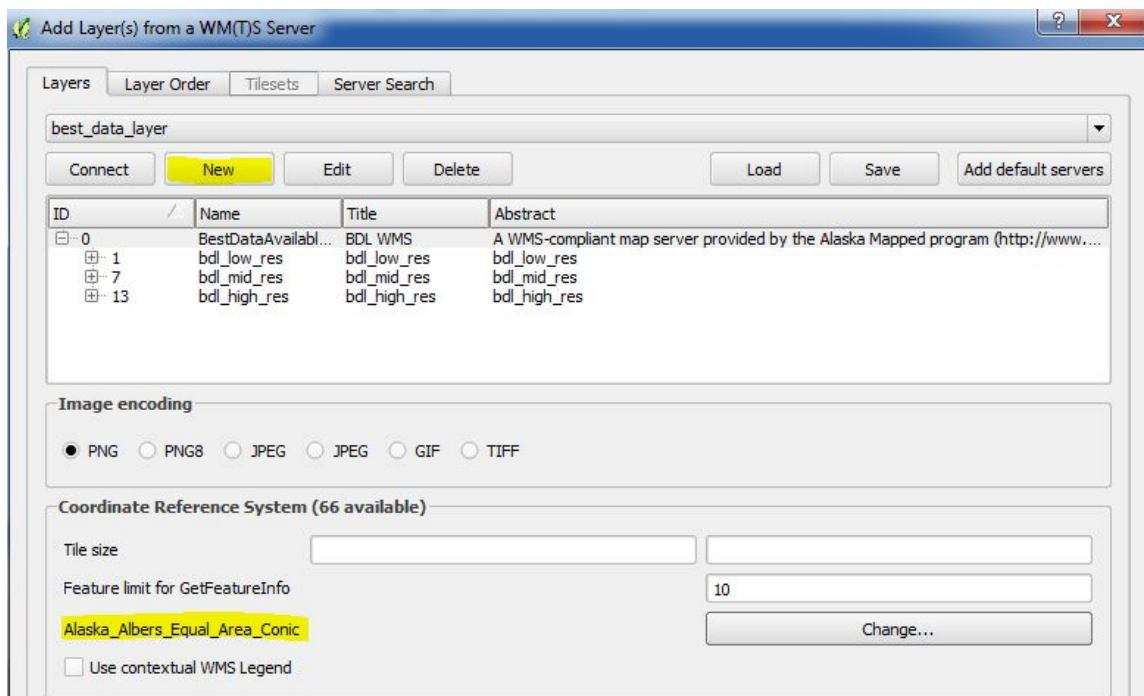 Add Layer(s) from a WM(T)S Server
Layers Layer Order Tilesets Server Search
best_data_layer
Connect New Edit Delete Load Save Add default servers
ID Name Title Abstract
0 BestDataAvailabl... BDL WMS A WMS-compliant map server provided by the Alaska Mapped program (http://www....
1 bdl_low_res bdl_low_res bdl_low_res
7 bdl_mid_res bdl_mid_res bdl_mid_res
13 bdl_high_res bdl_high_res bdl_high_res
Image encoding
PNG PNG8 JPEG JPEG GIF TIFF
Coordinate Reference System (66 available)
Tile size
Feature limit for GetFeatureInfo 10
Alaska_Albers_Equal_Area_Conic Change...
Use contextual WMS Legend